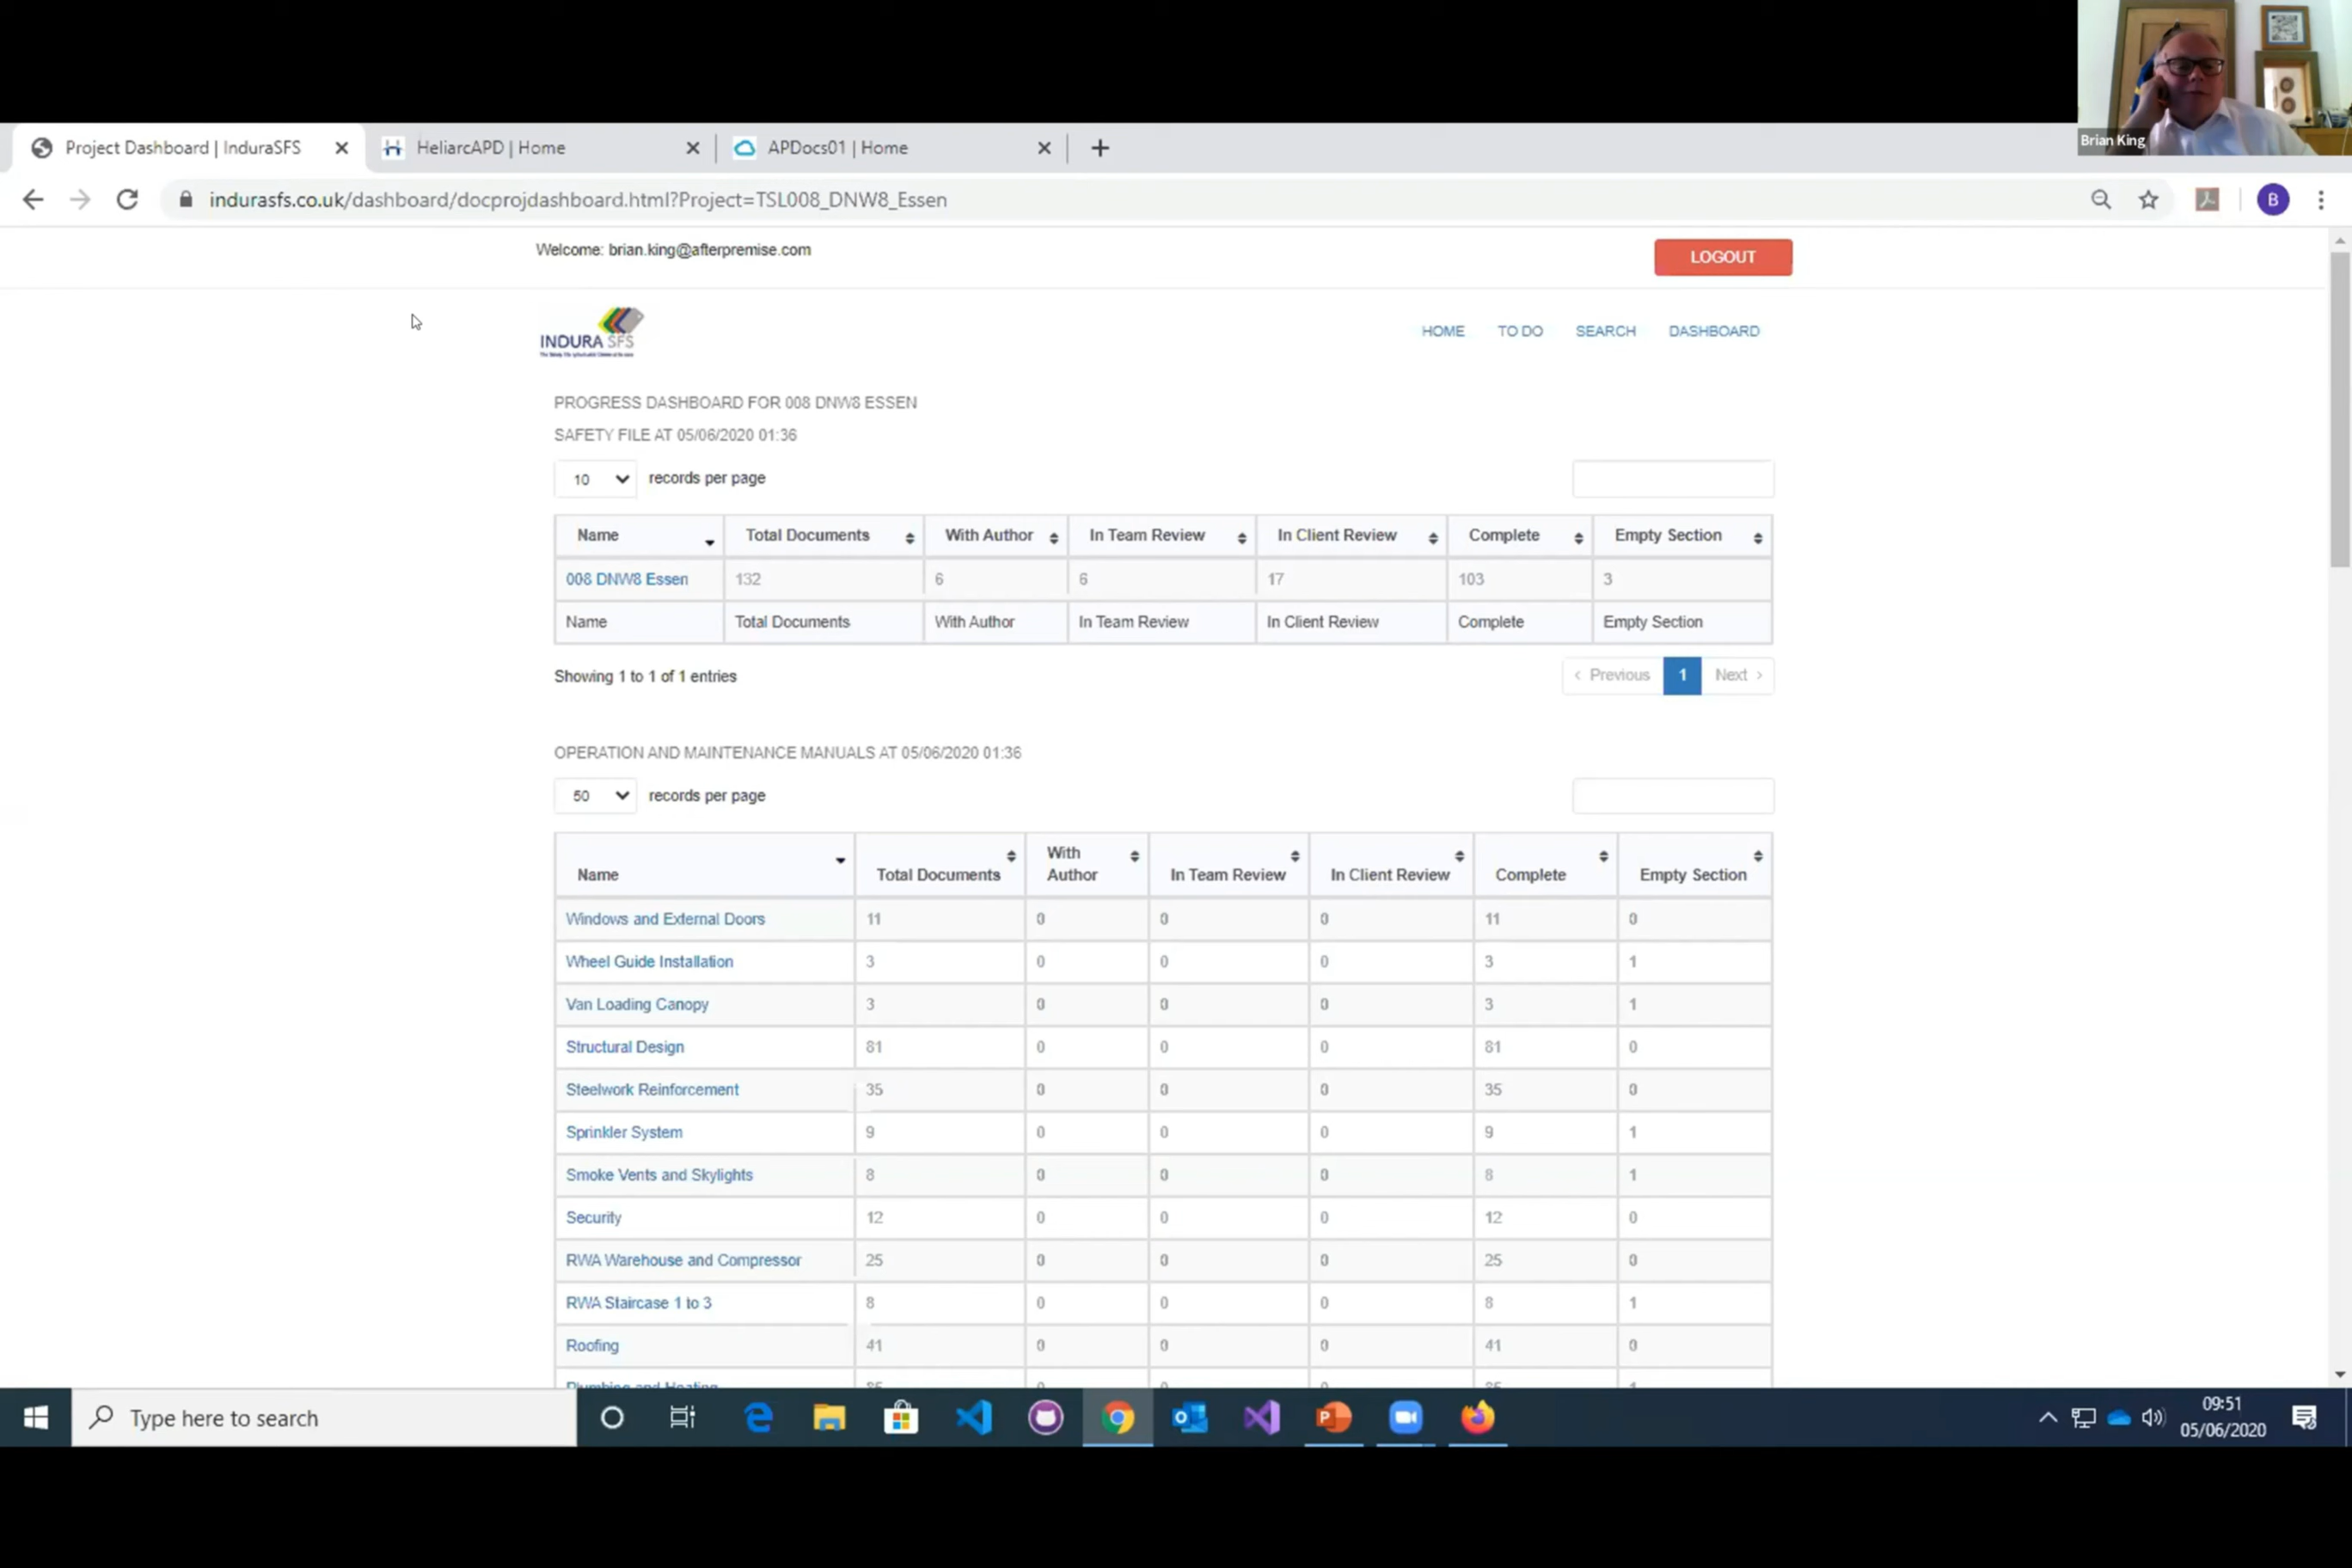 Brian King
Project Dashboard | InduraSFS
HeliarcAPD | Home
APDocs01 | Home
indurasfs.co.uk/dashboard/docprojdashboard.html?Project=TSL008_DNW8_Essen
B
Welcome: brian.king@afterpremise.com
LOGOUT
INDURA SFS
HOME TO DO SEARCH DASHBOARD
PROGRESS DASHBOARD FOR 008 DNW8 ESSEN
SAFETY FILE AT 05/06/2020 01:36
10 records per page
Name Total Documents With Author In Team Review In Client Review Complete Empty Section
008 DNW8 Essen 132 6 6 17 103 3
Name Total Documents With Author In Team Review In Client Review Complete Empty Section
Showing 1 to 1 of 1 entries
‹ Previous 1 Next ›
OPERATION AND MAINTENANCE MANUALS AT 05/06/2020 01:36
50 records per page
Name Total Documents With Author In Team Review In Client Review Complete Empty Section
Windows and External Doors 11 0 0 0 11 0
Wheel Guide Installation 3 0 0 0 3 1
Van Loading Canopy 3 0 0 0 3 1
Structural Design 81 0 0 0 81 0
Steelwork Reinforcement 35 0 0 0 35 0
Sprinkler System 9 0 0 0 9 1
Smoke Vents and Skylights 8 0 0 0 8 1
Security 12 0 0 0 12 0
RWA Warehouse and Compressor 25 0 0 0 25 0
RWA Staircase 1 to 3 8 0 0 0 8 1
Roofing 41 0 0 0 41 0
Plumbing and Heating
Type here to search
09:51
05/06/2020